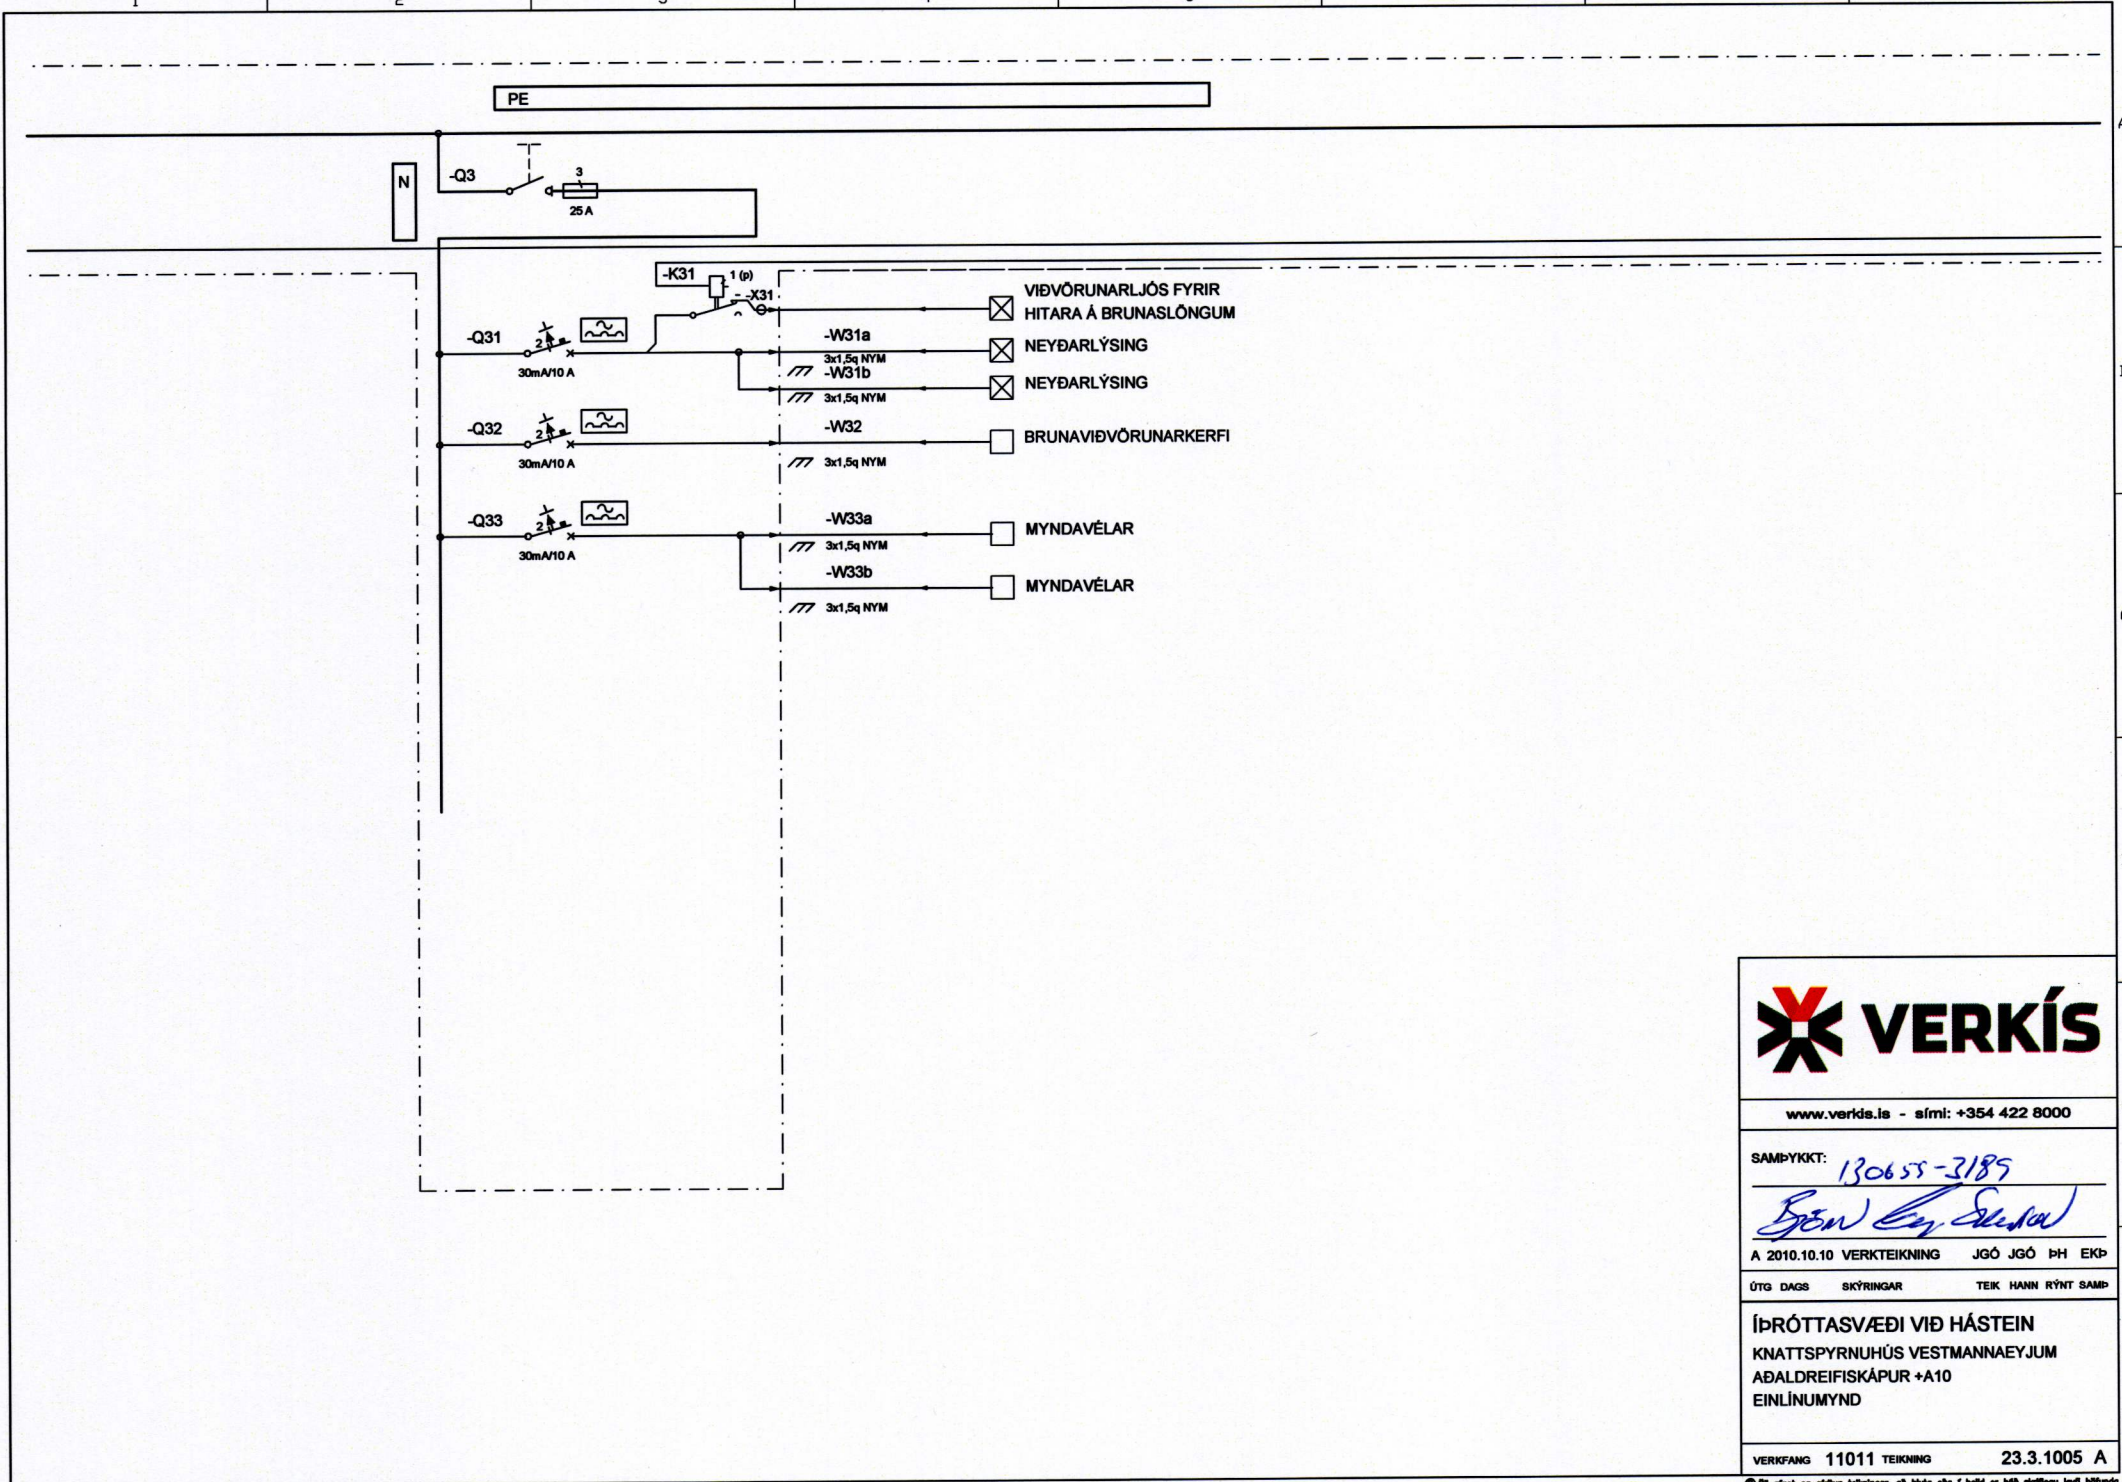 PE
N
-Q3
3
25 A
-K31
1 (p)
-X31
VIÐVÖRUNARLJÓS FYRIR
HITARA Á BRUNASLÖNGUM
-Q31
2
30mA/10 A
-W31a
3x1,5q NYM
NEYÐARLÝSING
-W31b
3x1,5q NYM
NEYÐARLÝSING
-Q32
2
30mA/10 A
-W32
3x1,5q NYM
BRUNAVIÐVÖRUNARKERFI
-Q33
2
30mA/10 A
-W33a
3x1,5q NYM
MYNDAVÉLAR
-W33b
3x1,5q NYM
MYNDAVÉLAR
VERKÍS
www.verkis.is - sími: +354 422 8000
SAMÞYKKT: 130655-3189
A 2010.10.10 VERKTEIKNING JGÓ JGÓ ÞH EKÞ
ÚTG DAGS SKÝRINGAR TEIK HANN RÝNT SAMÞ
ÍÞRÓTTASVÆÐI VIÐ HÁSTEIN
KNATTSPYRNUHÚS VESTMANNAEYJUM
AÐALDREIFISKÁPUR +A10
EINLÍNUMYND
VERKFANG 11011 TEIKNING 23.3.1005 A